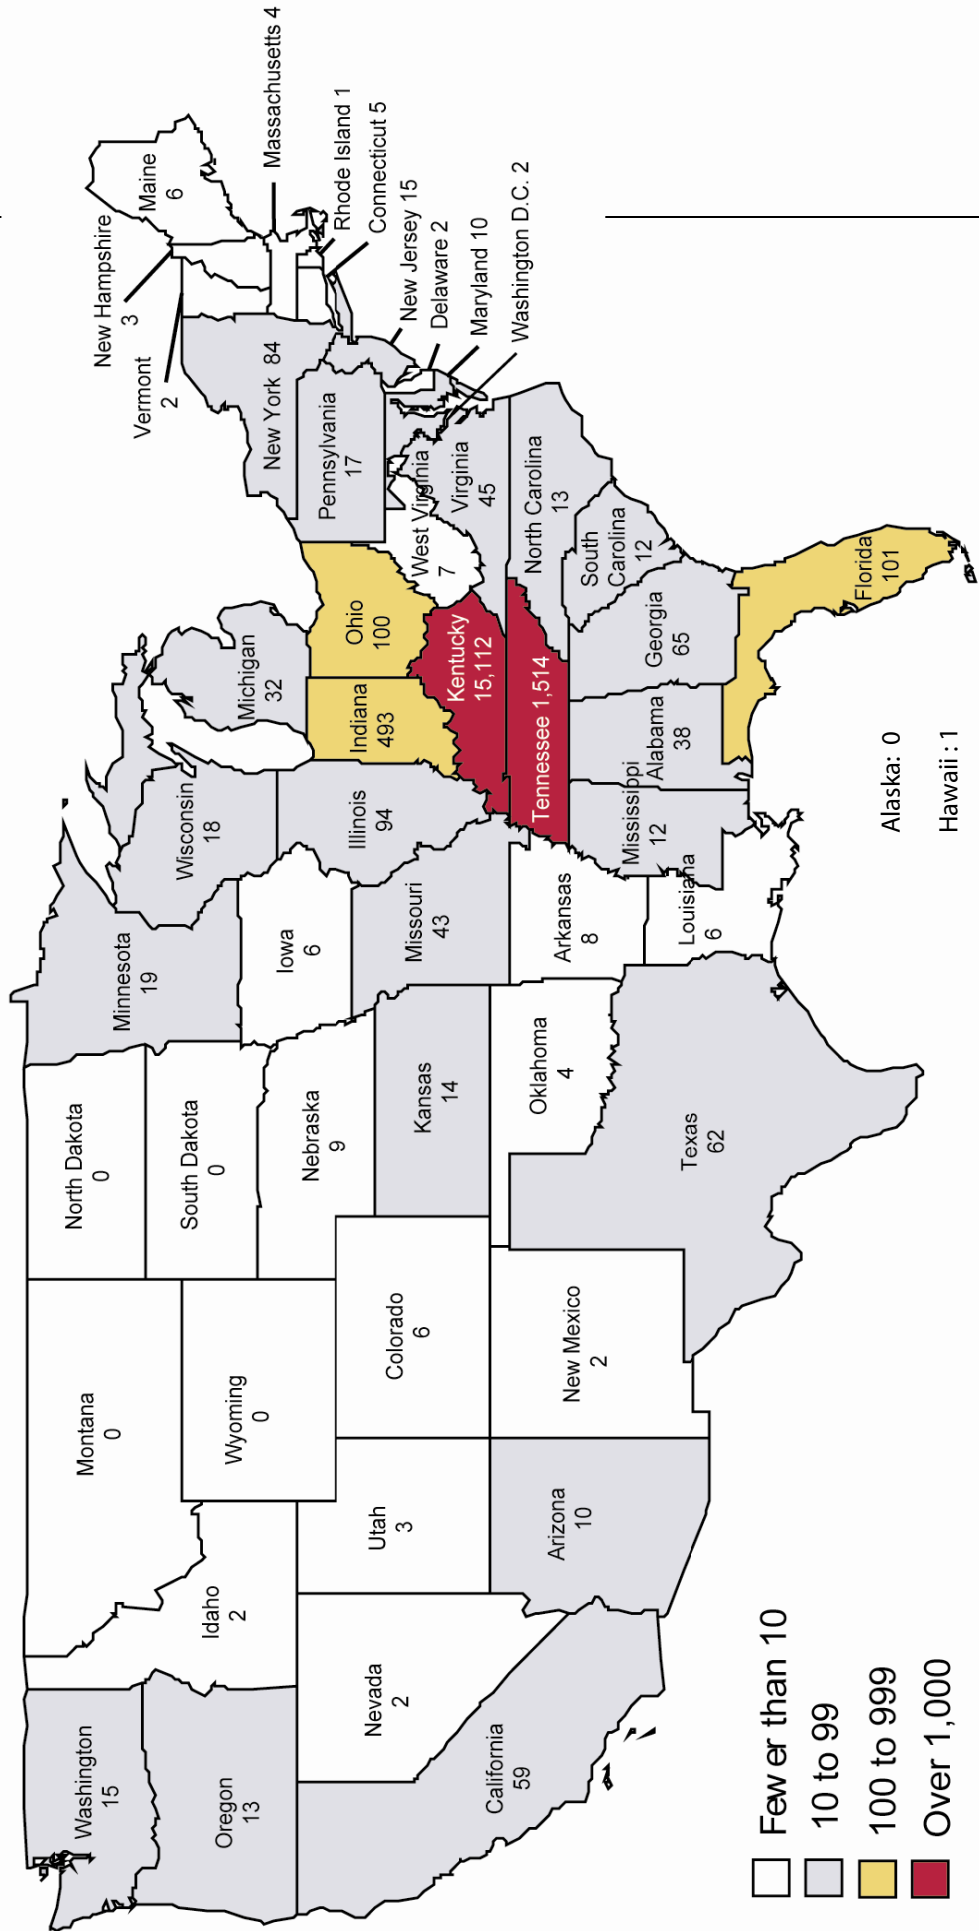 Washington
15
Oregon
13
California
59
Nevada
2
Idaho
2
Montana
0
Wyoming
0
Utah
3
Arizona
10
Colorado
6
New Mexico
2
North Dakota
0
South Dakota
0
Nebraska
9
Kansas
14
Oklahoma
4
Texas
62
Minnesota
19
Iowa
6
Missouri
43
Arkansas
8
Louisiana
6
Wisconsin
18
Illinois
94
Michigan
32
Indiana
493
Ohio
100
Kentucky
15,112
Tennessee 1,514
Mississippi
12
Alabama
38
Georgia
65
Florida
101
South
Carolina
12
North Carolina
13
Virginia
45
West Virginia
7
Pennsylvania
17
New York 84
Vermont
2
New Hampshire
3
Maine
6
Massachusetts 4
Rhode Island 1
Connecticut 5
New Jersey 15
Delaware 2
Maryland 10
Washington D.C. 2
Alaska: 0
Hawaii : 1
Fewer than 10
10 to 99
100 to 999
Over 1,000